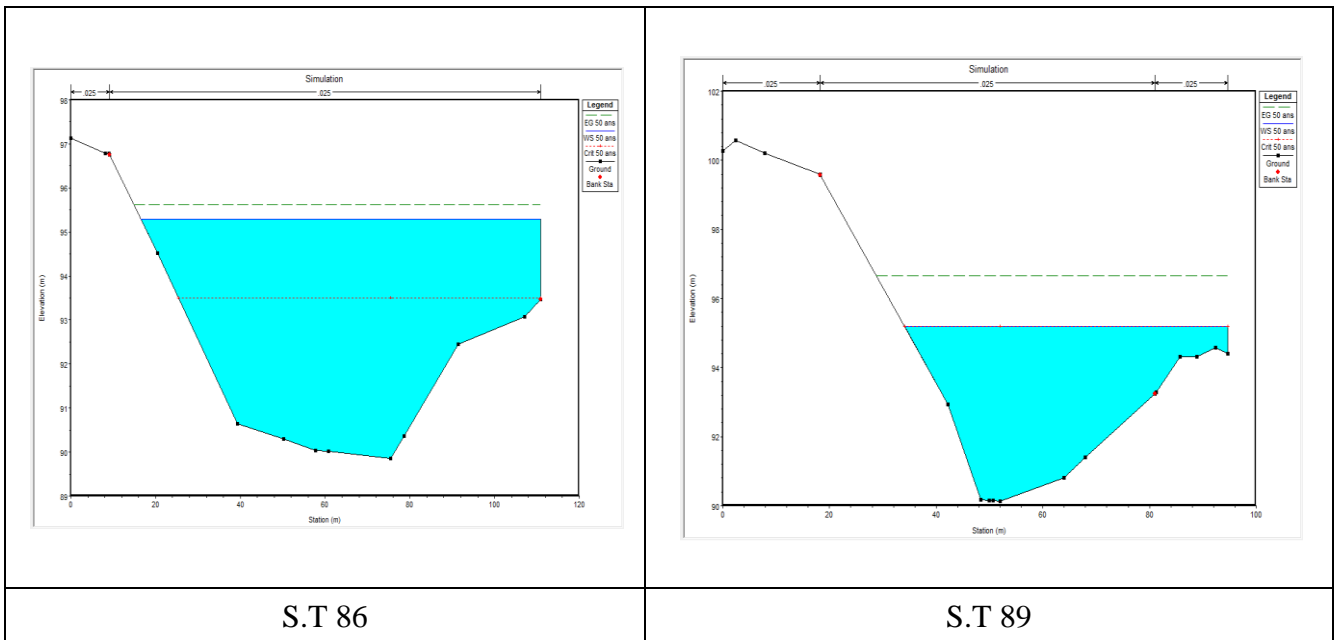 Simulation
.025
.025
98
97
96
95
94
93
92
91
90
89
0
20
40
60
80
100
120
Elevation (m)
Station (m)
Legend
EG 50 ans
WS 50 ans
Crit 50 ans
Ground
Bank Sta
Simulation
.025
.025
.025
102
100
98
96
94
92
90
0
20
40
60
80
100
Elevation (m)
Station (m)
Legend
EG 50 ans
WS 50 ans
Crit 50 ans
Ground
Bank Sta
S.T 86
S.T 89